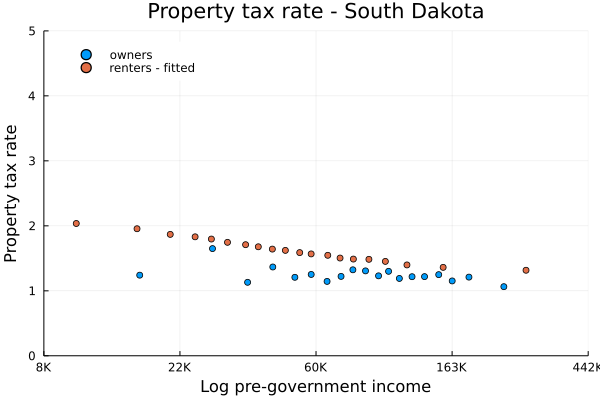 Property tax rate - South Dakota
owners
renters - fitted
Property tax rate
5
4
3
2
1
0
8K 22K 60K 163K 442K
Log pre-government income